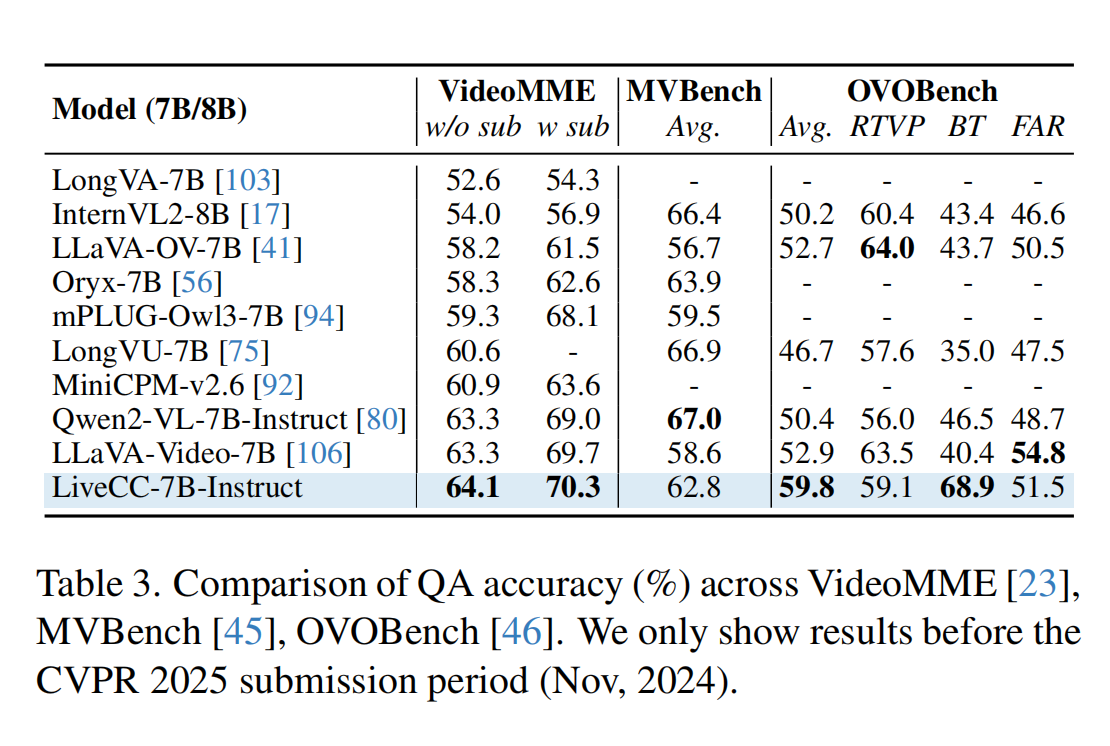 Model (7B/8B) VideoMME MVBench OVOBench
w/o sub w sub Avg. Avg. RTVP BT FAR
LongVA-7B [103] 52.6 54.3 - - - - -
InternVL2-8B [17] 54.0 56.9 66.4 50.2 60.4 43.4 46.6
LLaVA-OV-7B [41] 58.2 61.5 56.7 52.7 64.0 43.7 50.5
Oryx-7B [56] 58.3 62.6 63.9 - - - -
mPLUG-Owl3-7B [94] 59.3 68.1 59.5 - - - -
LongVU-7B [75] 60.6 - 66.9 46.7 57.6 35.0 47.5
MiniCPM-v2.6 [92] 60.9 63.6 - - - - -
Qwen2-VL-7B-Instruct [80] 63.3 69.0 67.0 50.4 56.0 46.5 48.7
LLaVA-Video-7B [106] 63.3 69.7 58.6 52.9 63.5 40.4 54.8
LiveCC-7B-Instruct 64.1 70.3 62.8 59.8 59.1 68.9 51.5
Table 3. Comparison of QA accuracy (%) across VideoMME [23],
MVBench [45], OVOBench [46]. We only show results before the
CVPR 2025 submission period (Nov, 2024).